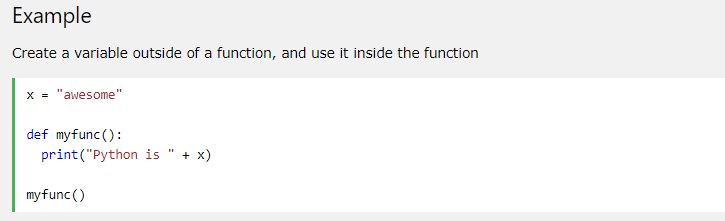 Example
Create a variable outside of a function, and use it inside the function
x = "awesome"
def myfunc():
  print("Python is " + x)
myfunc()